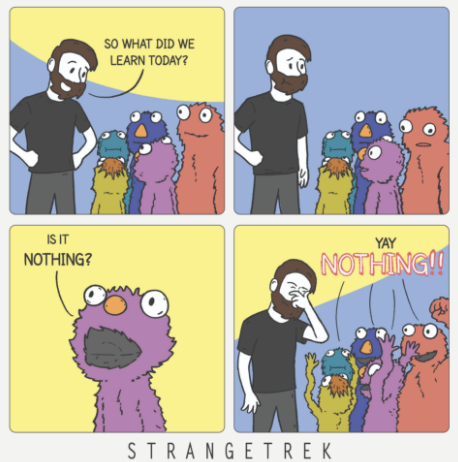 SO WHAT DID WE
LEARN TODAY?
IS IT
NOTHING?
YAY
NOTHING!!
STRANGETREK